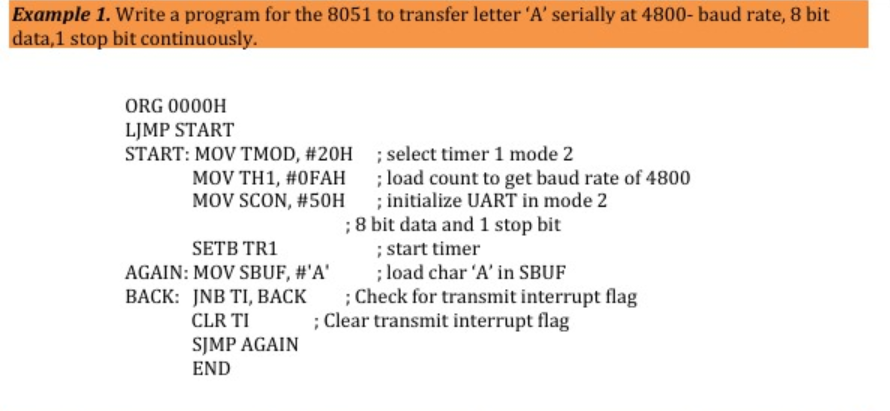 Example 1. Write a program for the 8051 to transfer letter 'A' serially at 4800- baud rate, 8 bit
data,1 stop bit continuously.
ORG 0000H
LJMP START
START: MOV TMOD, #20H ; select timer 1 mode 2
MOV TH1, #0FAH ; load count to get baud rate of 4800
MOV SCON, #50H ; initialize UART in mode 2
; 8 bit data and 1 stop bit
SETB TR1 ; start timer
AGAIN: MOV SBUF, #'A' ; load char 'A' in SBUF
BACK: JNB TI, BACK ; Check for transmit interrupt flag
CLR TI ; Clear transmit interrupt flag
SJMP AGAIN
END